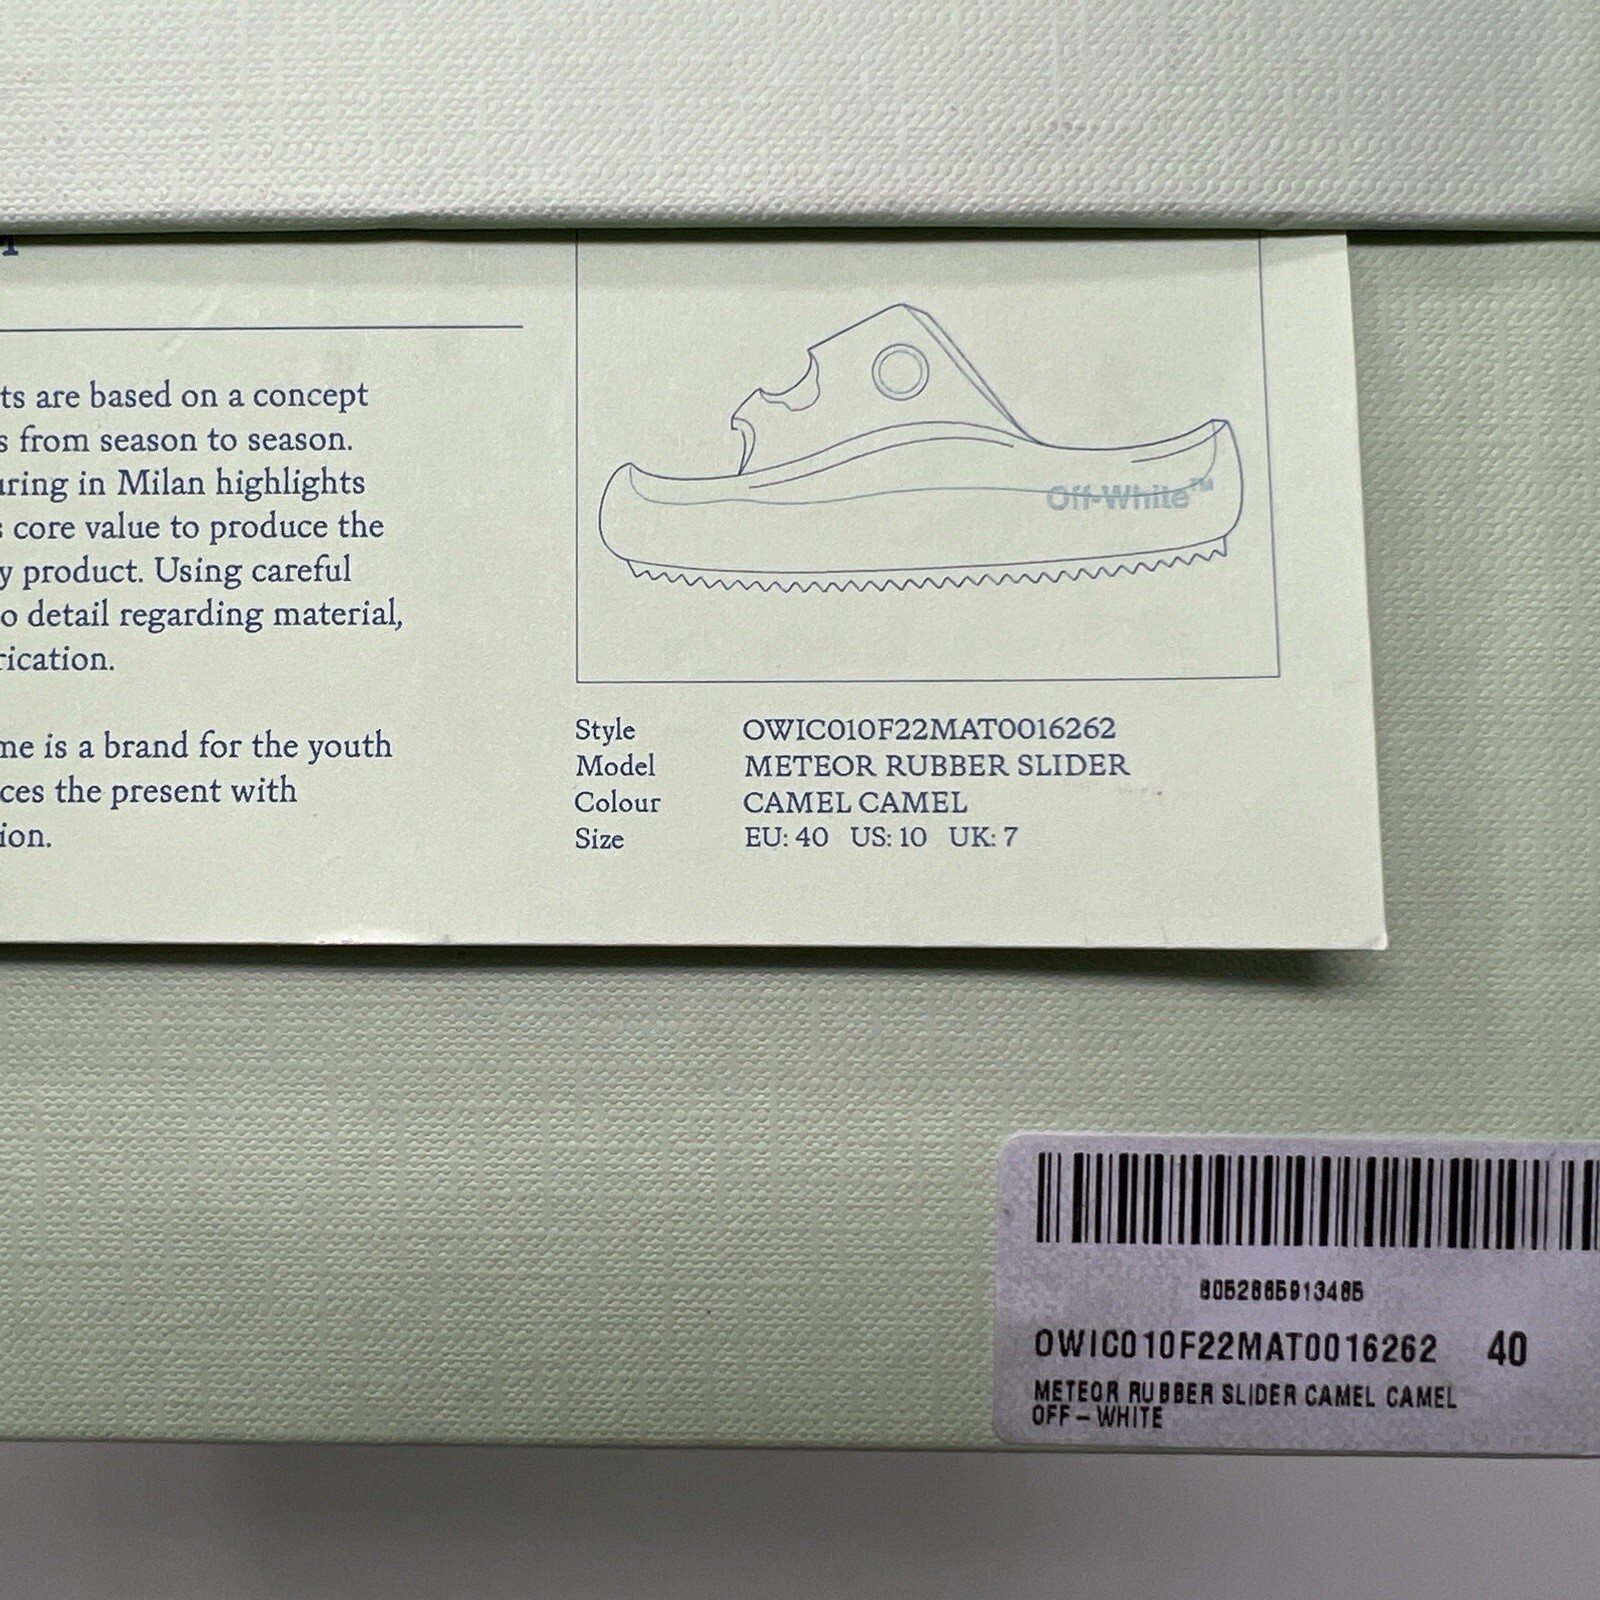 ts are based on a concept
s from season to season.
uring in Milan highlights
s core value to produce the
y product. Using careful
o detail regarding material,
rication.
me is a brand for the youth
ces the present with
ion.
Off-White™
Style OWIC010F22MAT0016262
Model METEOR RUBBER SLIDER
Colour CAMEL CAMEL
Size EU: 40 US: 10 UK: 7
8052865913485
OWIC010F22MAT0016262 40
METEOR RUBBER SLIDER CAMEL CAMEL
OFF-WHITE